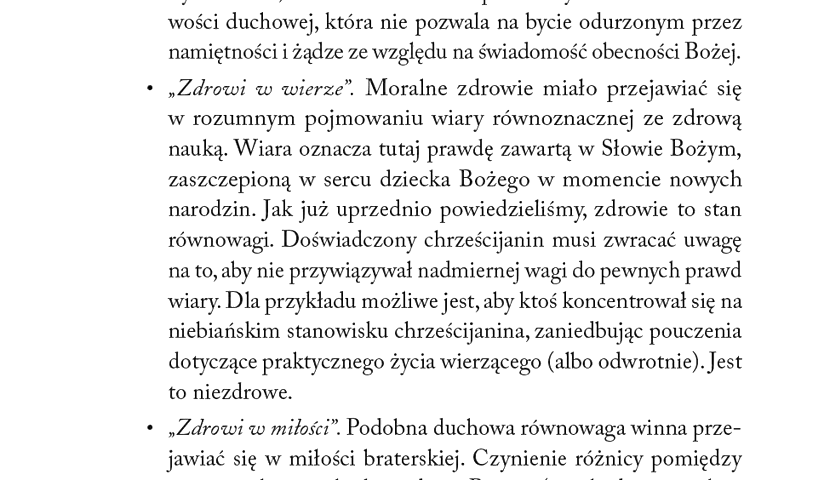 wości duchowej, która nie pozwala na bycie odurzonym przez
namiętności i żądze ze względu na świadomość obecności Bożej.
• „Zdrowi w wierze”. Moralne zdrowie miało przejawiać się
w rozumnym pojmowaniu wiary równoznacznej ze zdrową
nauką. Wiara oznacza tutaj prawdę zawartą w Słowie Bożym,
zaszczepioną w sercu dziecka Bożego w momencie nowych
narodzin. Jak już uprzednio powiedzieliśmy, zdrowie to stan
równowagi. Doświadczony chrześcijanin musi zwracać uwagę
na to, aby nie przywiązywał nadmiernej wagi do pewnych prawd
wiary. Dla przykładu możliwe jest, aby ktoś koncentrował się na
niebiańskim stanowisku chrześcijanina, zaniedbując pouczenia
dotyczące praktycznego życia wierzącego (albo odwrotnie). Jest
to niezdrowe.
• „Zdrowi w miłości”. Podobna duchowa równowaga winna prze-
jawiać się w miłości braterskiej. Czynienie różnicy pomiędzy